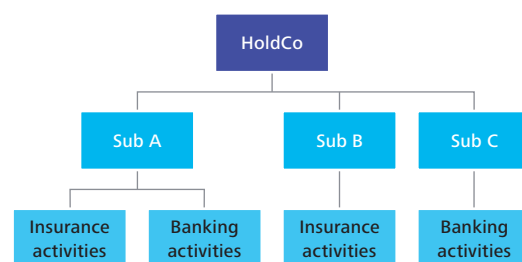 HoldCo
Sub A
Sub B
Sub C
Insurance
activities
Banking
activities
Insurance
activities
Banking
activities